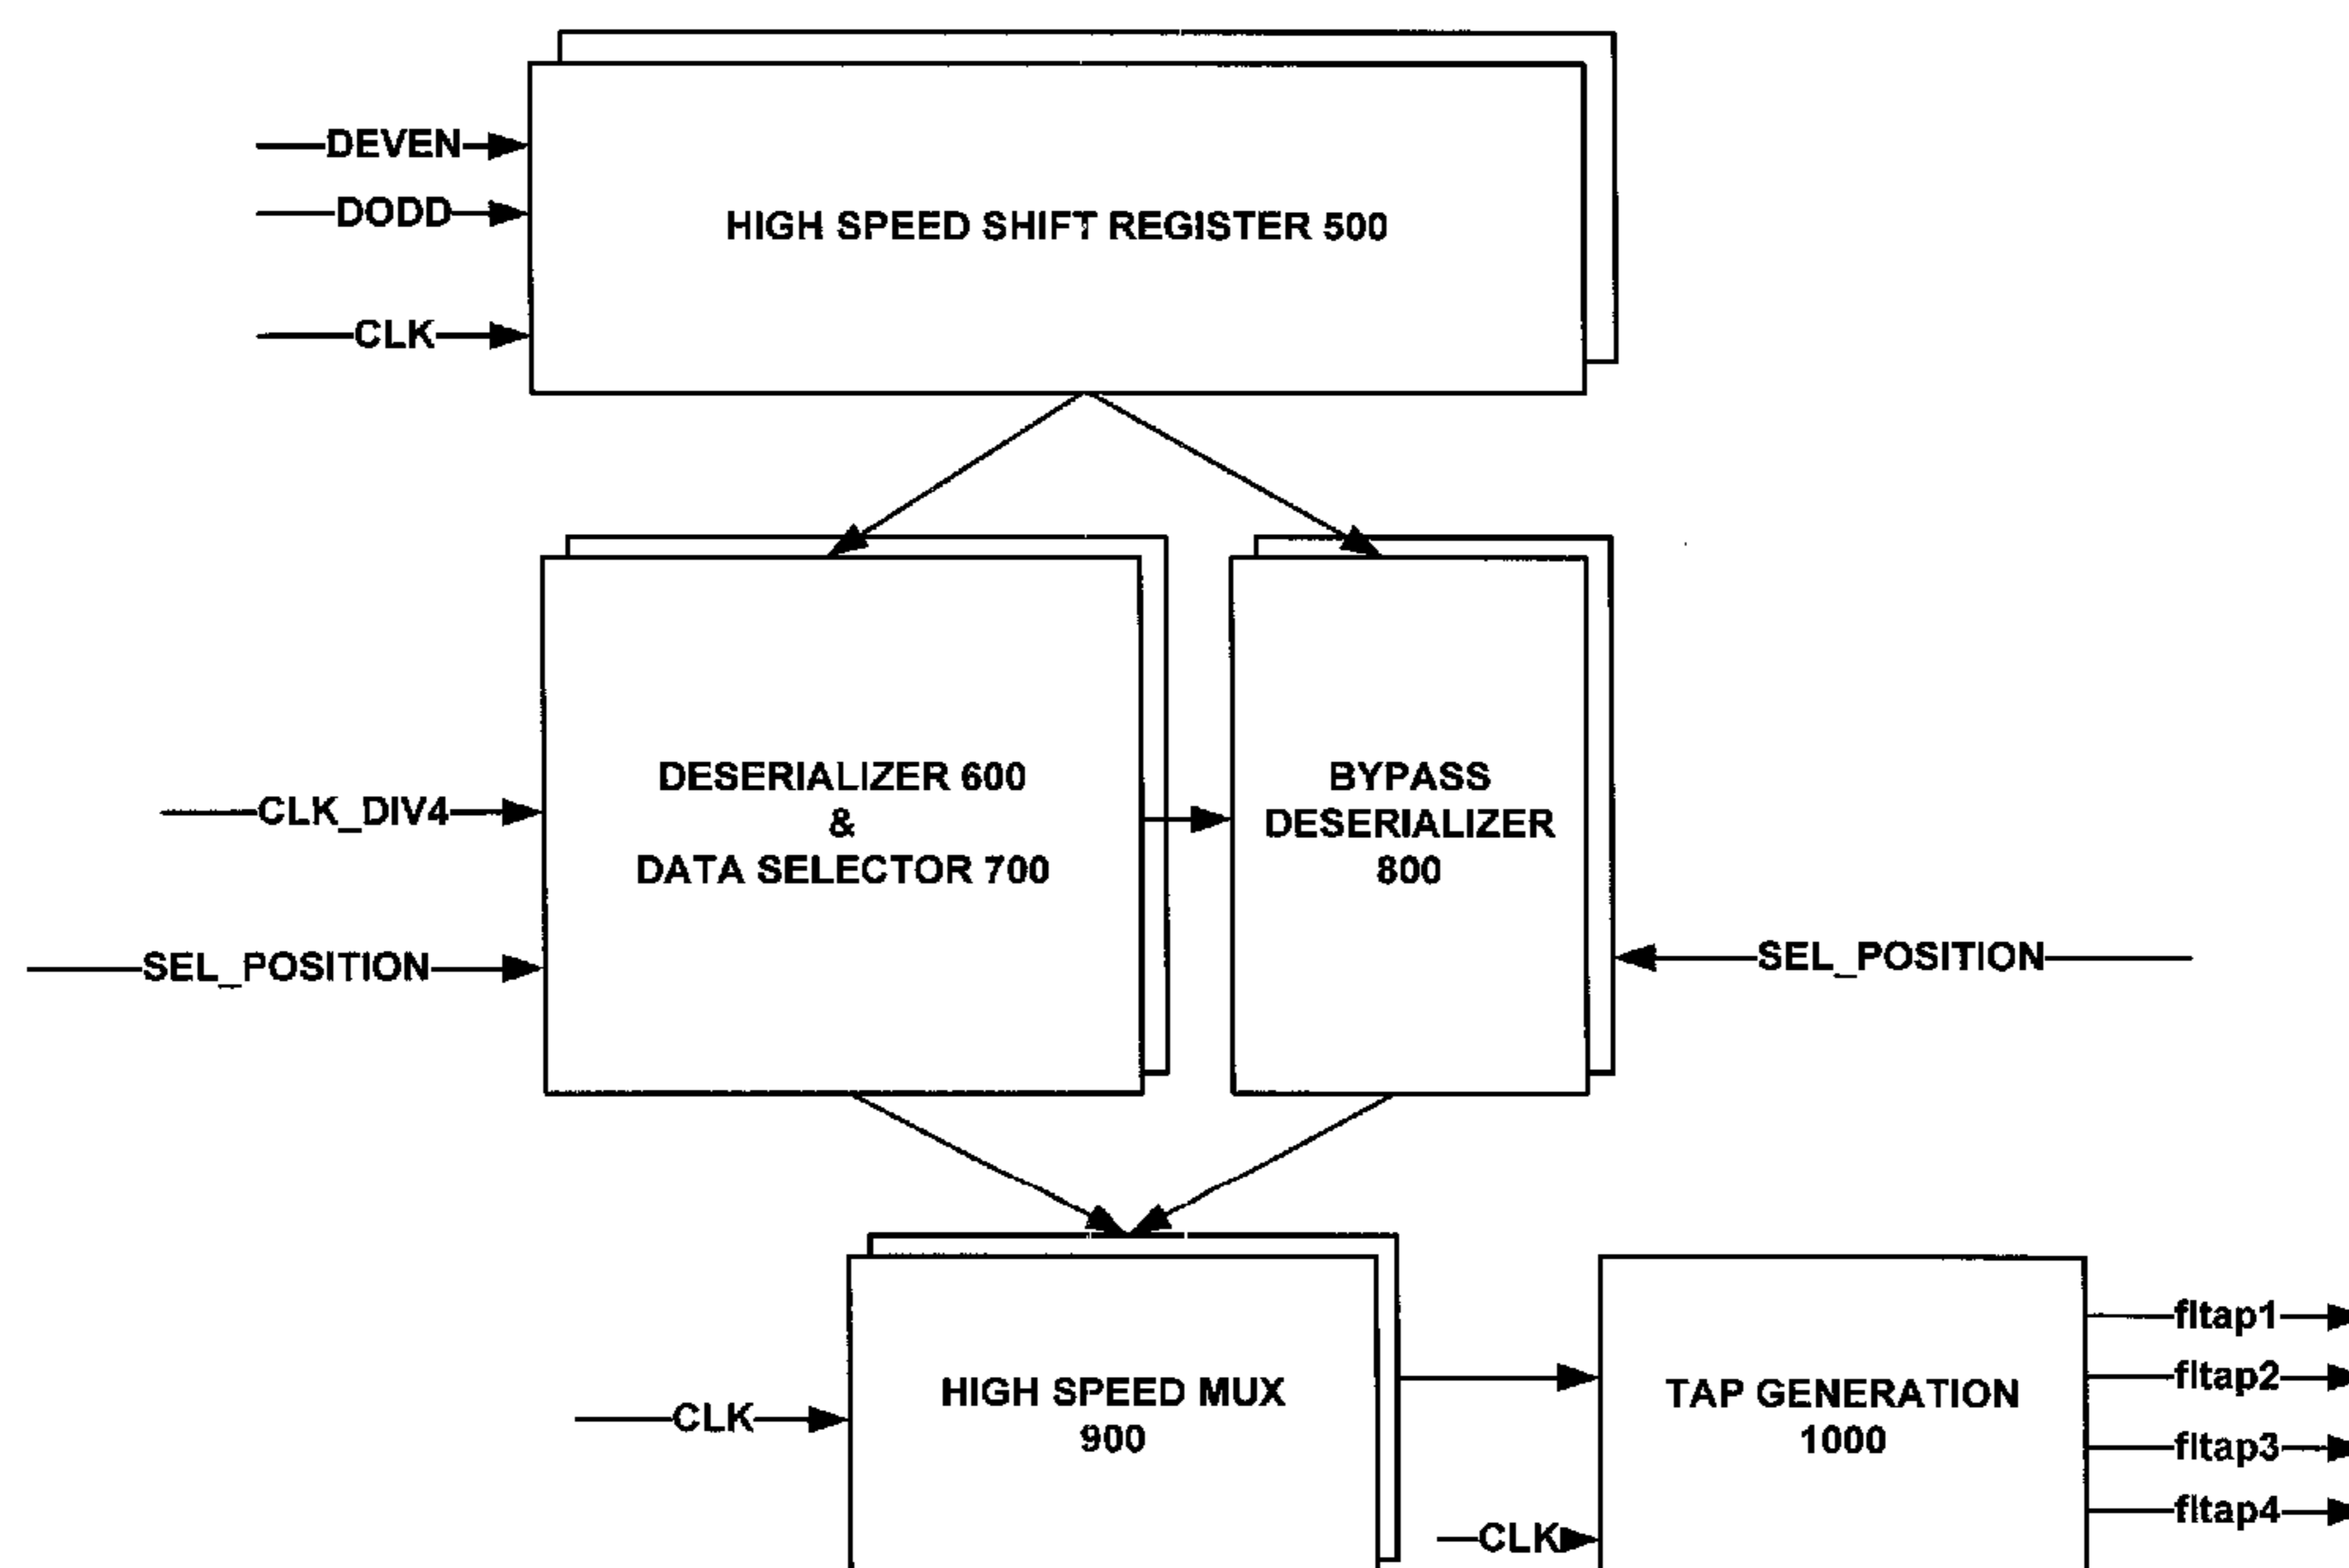 DEVEN
DODD
HIGH SPEED SHIFT REGISTER 500
CLK
DESERIALIZER 600
&
DATA SELECTOR 700
BYPASS
DESERIALIZER
800
CLK_DIV4
SEL_POSITION
SEL_POSITION
HIGH SPEED MUX
900
CLK
TAP GENERATION
1000
CLK
fltap1
fltap2
fltap3
fltap4